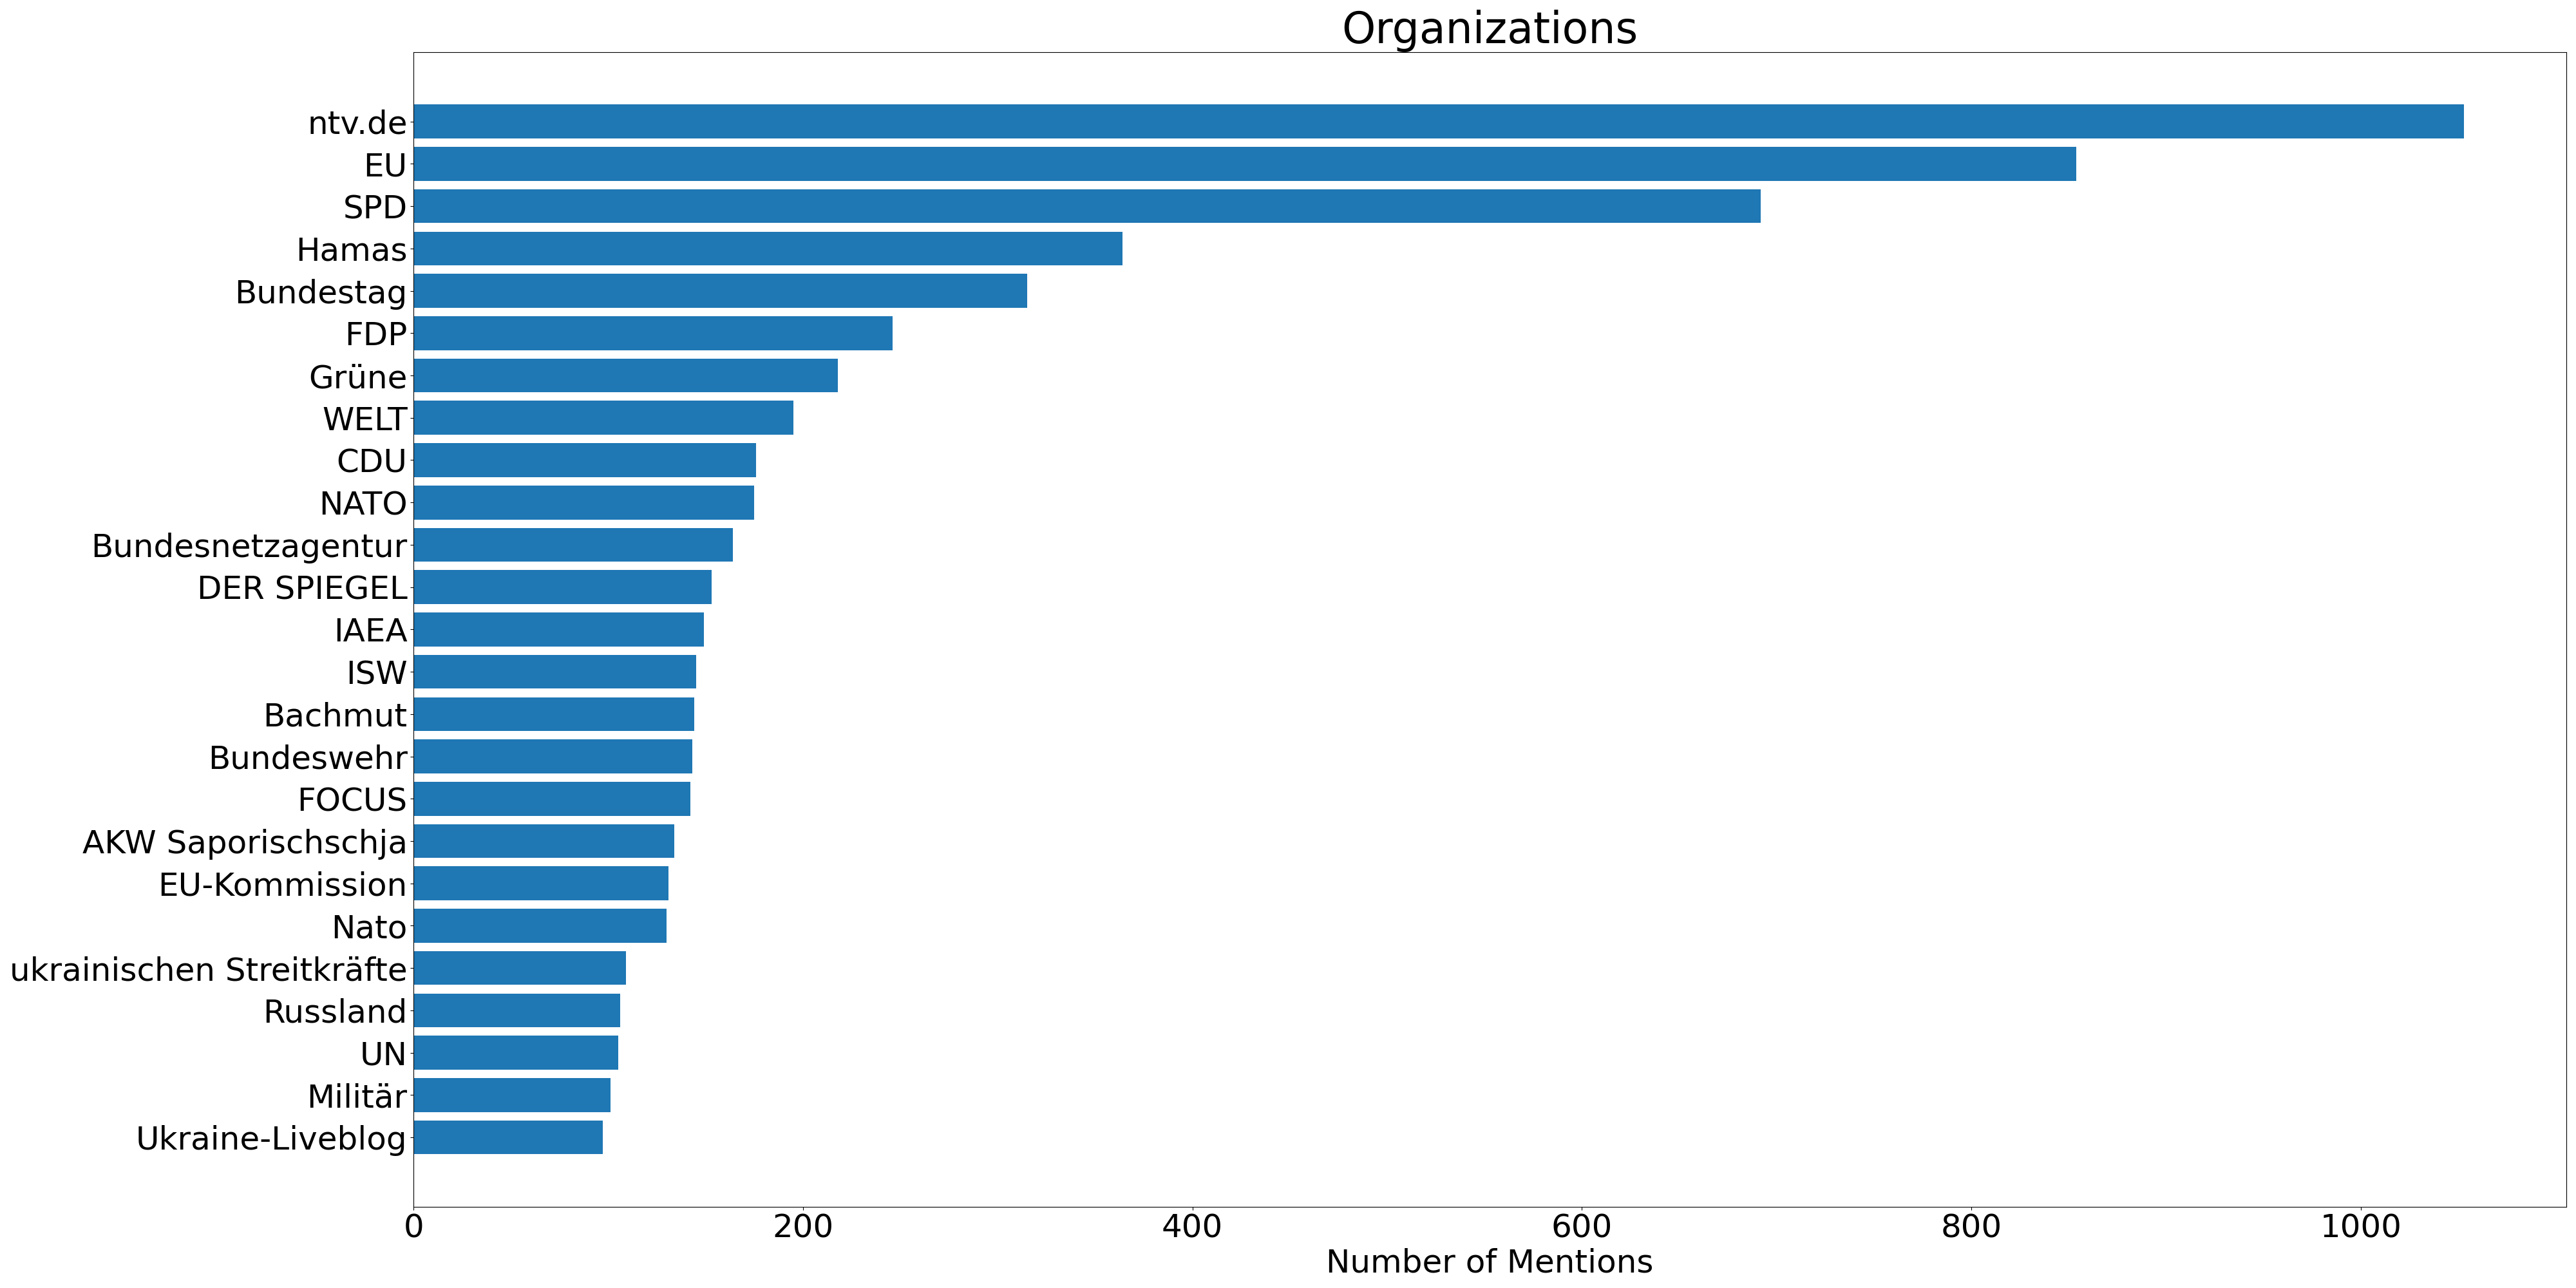 Organizations
ntv.de
EU
SPD
Hamas
Bundestag
FDP
Grüne
WELT
CDU
NATO
Bundesnetzagentur
DER SPIEGEL
IAEA
ISW
Bachmut
Bundeswehr
FOCUS
AKW Saporischschja
EU-Kommission
Nato
ukrainischen Streitkräfte
Russland
UN
Militär
Ukraine-Liveblog
0 200 400 600 800 1000
Number of Mentions